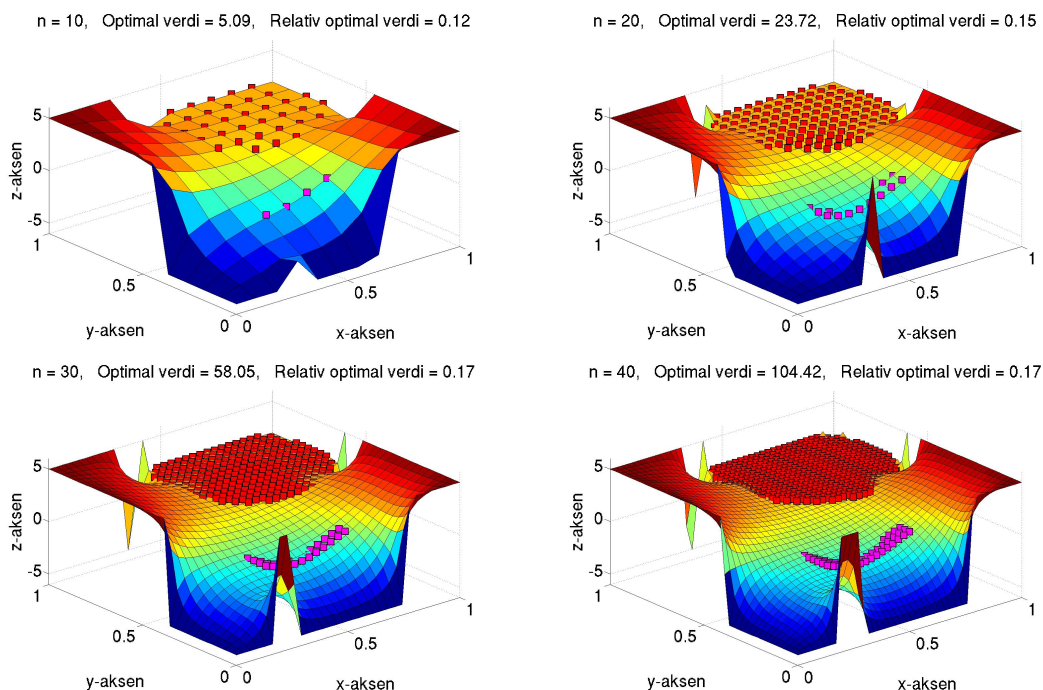 n = 10,   Optimal verdi = 5.09,   Relativ optimal verdi = 0.12
5
0
-5
z-aksen
1
0.5
0
y-aksen
0
0.5
1
x-aksen
n = 20,   Optimal verdi = 23.72,   Relativ optimal verdi = 0.15
5
0
-5
z-aksen
1
0.5
0
y-aksen
0
0.5
1
x-aksen
n = 30,   Optimal verdi = 58.05,   Relativ optimal verdi = 0.17
5
0
-5
z-aksen
1
0.5
0
y-aksen
0
0.5
1
x-aksen
n = 40,   Optimal verdi = 104.42,   Relativ optimal verdi = 0.17
5
0
-5
z-aksen
1
0.5
0
y-aksen
0
0.5
1
x-aksen